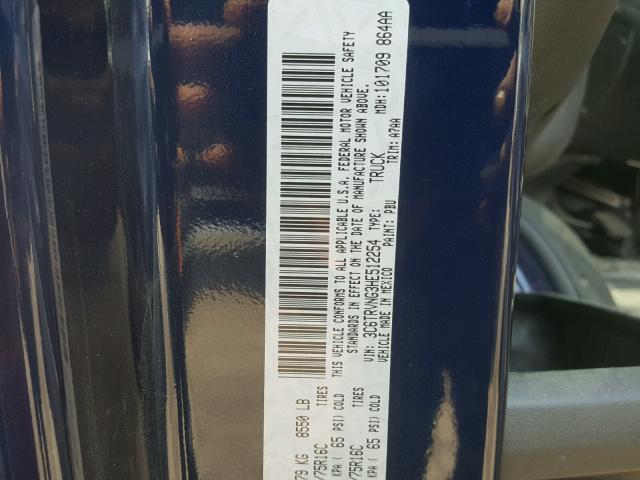 79 KG 8550 LB
/75R16C TIRES
KPA ( 65 PSI) COLD
/75R16C TIRES
KPA ( 65 PSI) COLD
THIS VEHICLE CONFORMS TO ALL APPLICABLE U.S.A. FEDERAL MOTOR VEHICLE SAFETY
STANDARDS IN EFFECT ON THE DATE OF MANUFACTURE SHOWN ABOVE.
VIN: 3C6TRVNG3HE512254 TYPE: TRUCK MDH:101709 864AA
VEHICLE MADE IN MEXICO PAINT: PBU TRIM: A7AA